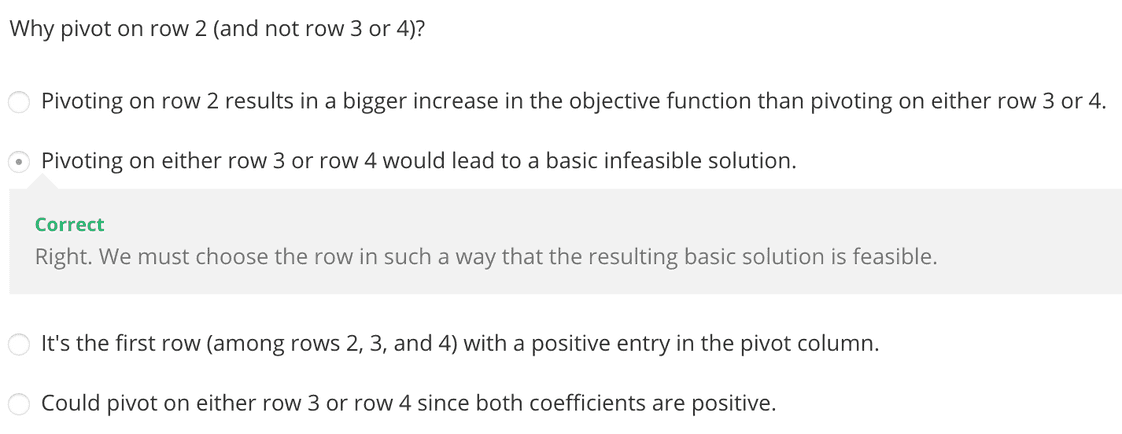 Why pivot on row 2 (and not row 3 or 4)?
Pivoting on row 2 results in a bigger increase in the objective function than pivoting on either row 3 or 4.
Pivoting on either row 3 or row 4 would lead to a basic infeasible solution.
Correct
Right. We must choose the row in such a way that the resulting basic solution is feasible.
It's the first row (among rows 2, 3, and 4) with a positive entry in the pivot column.
Could pivot on either row 3 or row 4 since both coefficients are positive.